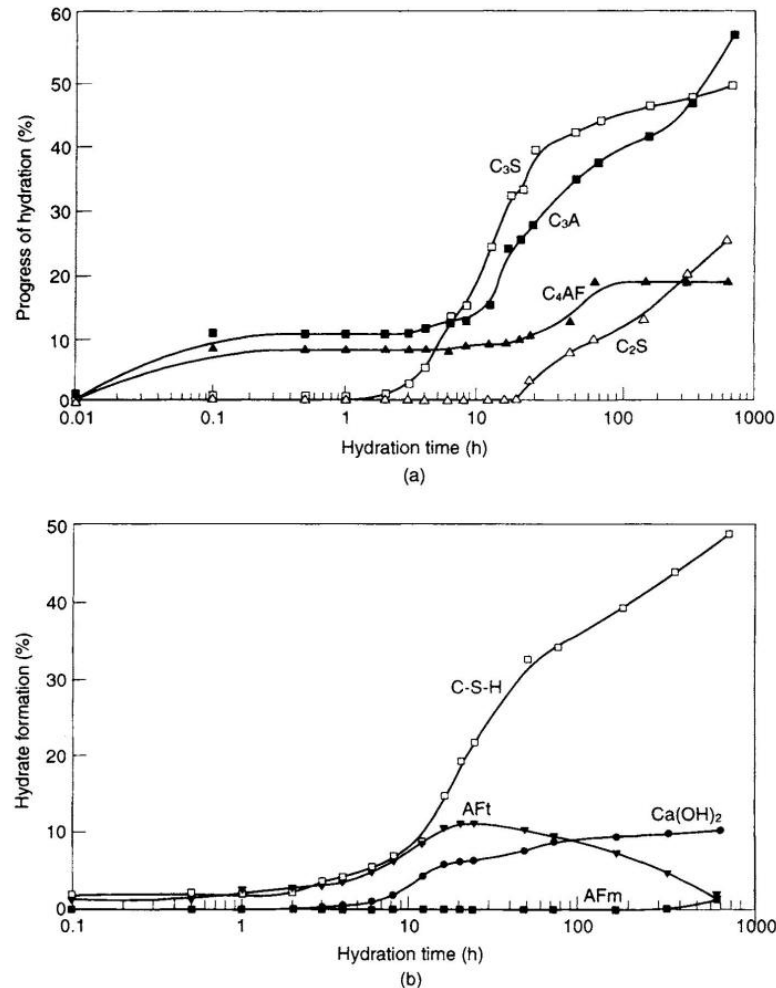 60
50
40
30
20
10
0
Progress of hydration (%)
C₃S
C₃A
C₄AF
C₂S
0.01
0.1
1
10
100
1000
Hydration time (h)
(a)
50
40
30
20
10
0
Hydrate formation (%)
C-S-H
AFt
Ca(OH)₂
AFm
0.1
1
10
100
1000
Hydration time (h)
(b)